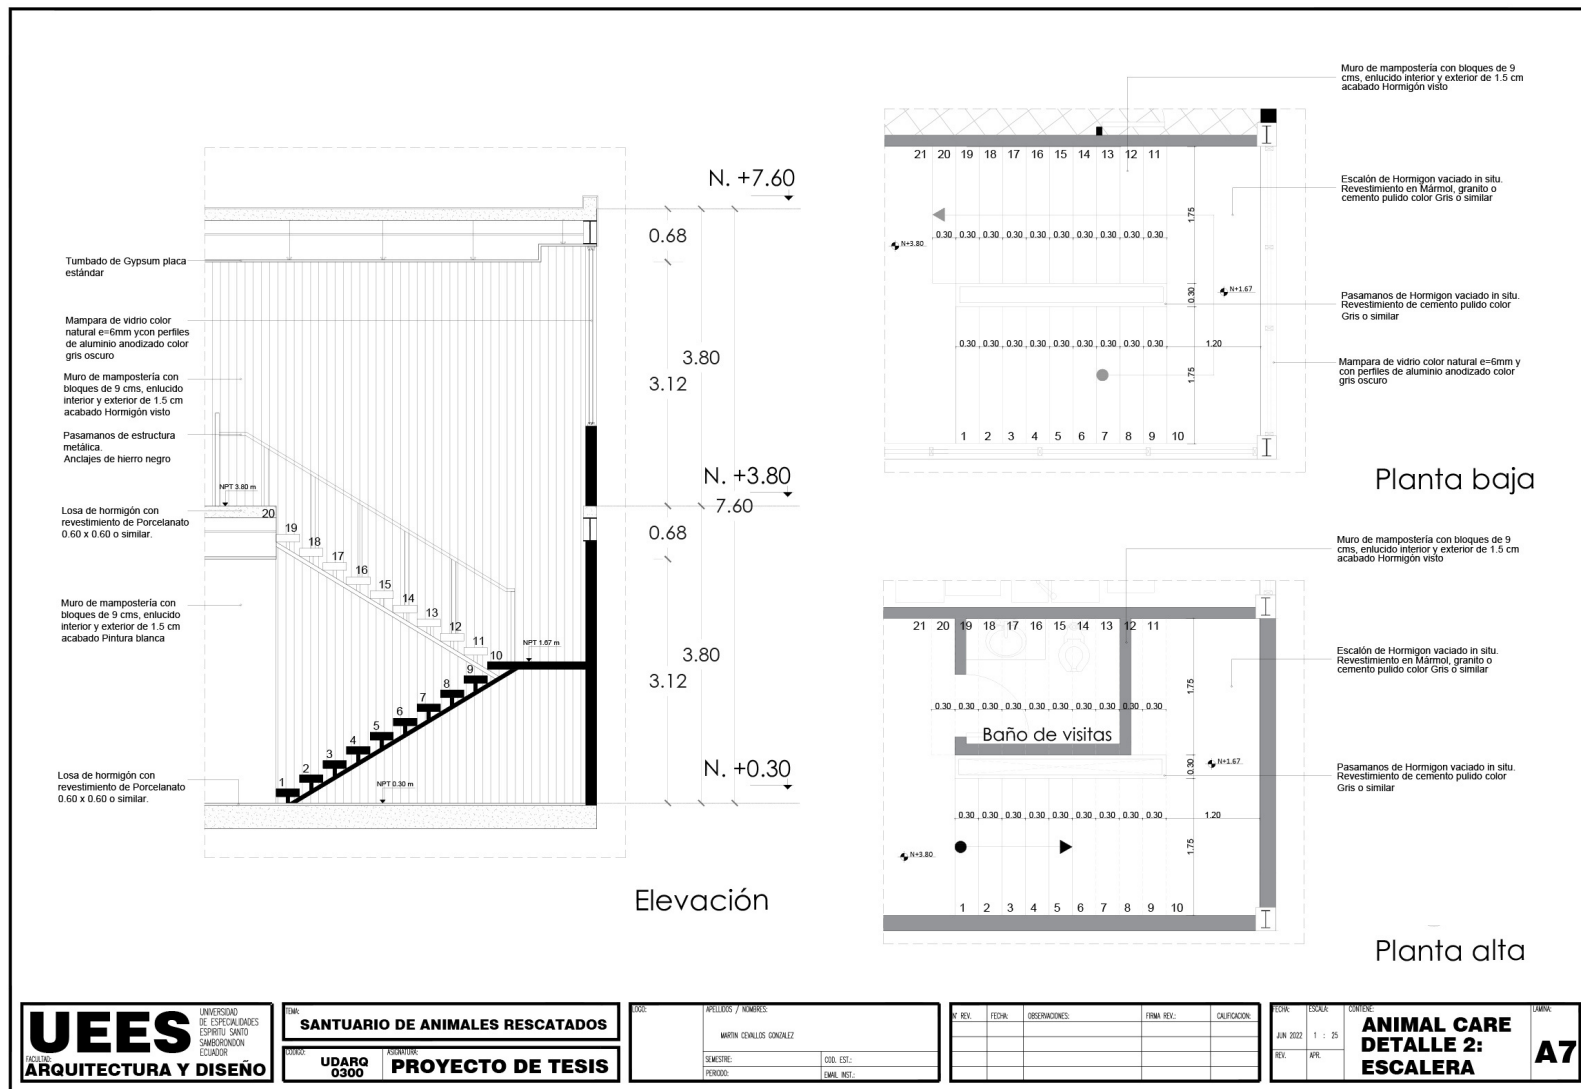 Tumbado de Gypsum placa
estándar
Mampara de vidrio color
natural e=6mm ycon perfiles
de aluminio anodizado color
gris oscuro
Muro de mampostería con
bloques de 9 cms, enlucido
interior y exterior de 1.5 cm
acabado Hormigón visto
Pasamanos de estructura
metálica.
Anclajes de hierro negro
Losa de hormigón con
revestimiento de Porcelanato
0.60 x 0.60 o similar.
Muro de mampostería con
bloques de 9 cms, enlucido
interior y exterior de 1.5 cm
acabado Pintura blanca
Losa de hormigón con
revestimiento de Porcelanato
0.60 x 0.60 o similar.
NPT 3.80 m
20
19
18
17
16
15
14
13
12
11
10
9
8
7
6
5
4
3
2
1
NPT 1.67 m
NPT 0.30 m
N. +7.60
0.68
3.80
3.12
N. +3.80
7.60
0.68
3.80
3.12
N. +0.30
Elevación
21 20 19 18 17 16 15 14 13 12 11
1.75
0.30 0.30 0.30 0.30 0.30 0.30 0.30 0.30 0.30 0.30
N+3.80
0.30
N+1.67
0.30 0.30 0.30 0.30 0.30 0.30 0.30 0.30 0.30 1.20
1.75
1 2 3 4 5 6 7 8 9 10
Muro de mampostería con bloques de 9
cms, enlucido interior y exterior de 1.5 cm
acabado Hormigón visto
Escalón de Hormigon vaciado in situ.
Revestimiento en Mármol, granito o
cemento pulido color Gris o similar
Pasamanos de Hormigon vaciado in situ.
Revestimiento de cemento pulido color
Gris o similar
Mampara de vidrio color natural e=6mm y
con perfiles de aluminio anodizado color
gris oscuro
Planta baja
21 20 19 18 17 16 15 14 13 12 11
1.75
0.30 0.30 0.30 0.30 0.30 0.30 0.30 0.30 0.30 0.30
Baño de visitas
0.30
N+1.67
0.30 0.30 0.30 0.30 0.30 0.30 0.30 0.30 0.30 1.20
1.75
N+3.80
1 2 3 4 5 6 7 8 9 10
Muro de mampostería con bloques de 9
cms, enlucido interior y exterior de 1.5 cm
acabado Hormigón visto
Escalón de Hormigon vaciado in situ.
Revestimiento en Mármol, granito o
cemento pulido color Gris o similar
Pasamanos de Hormigon vaciado in situ.
Revestimiento de cemento pulido color
Gris o similar
Planta alta
UEES
UNIVERSIDAD
DE ESPECIALIDADES
ESPIRITU SANTO
SAMBORONDON
ECUADOR
FACULTAD:
ARQUITECTURA Y DISEÑO
TEMA:
SANTUARIO DE ANIMALES RESCATADOS
CODIGO:
UDARQ
0300
ASIGNATURA:
PROYECTO DE TESIS
LOGO:
APELLIDOS / NOMBRES:
MARTIN CEVALLOS GONZALEZ
SEMESTRE:
COD. EST.:
PERIODO:
EMAIL INST.:
N° REV.
FECHA:
OBSERVACIONES:
FIRMA REV.:
CALIFICACION:
FECHA:
JUN 2022
ESCALA:
1 : 25
REV.
APR.
CONTIENE:
ANIMAL CARE
DETALLE 2:
ESCALERA
LAMINA:
A7